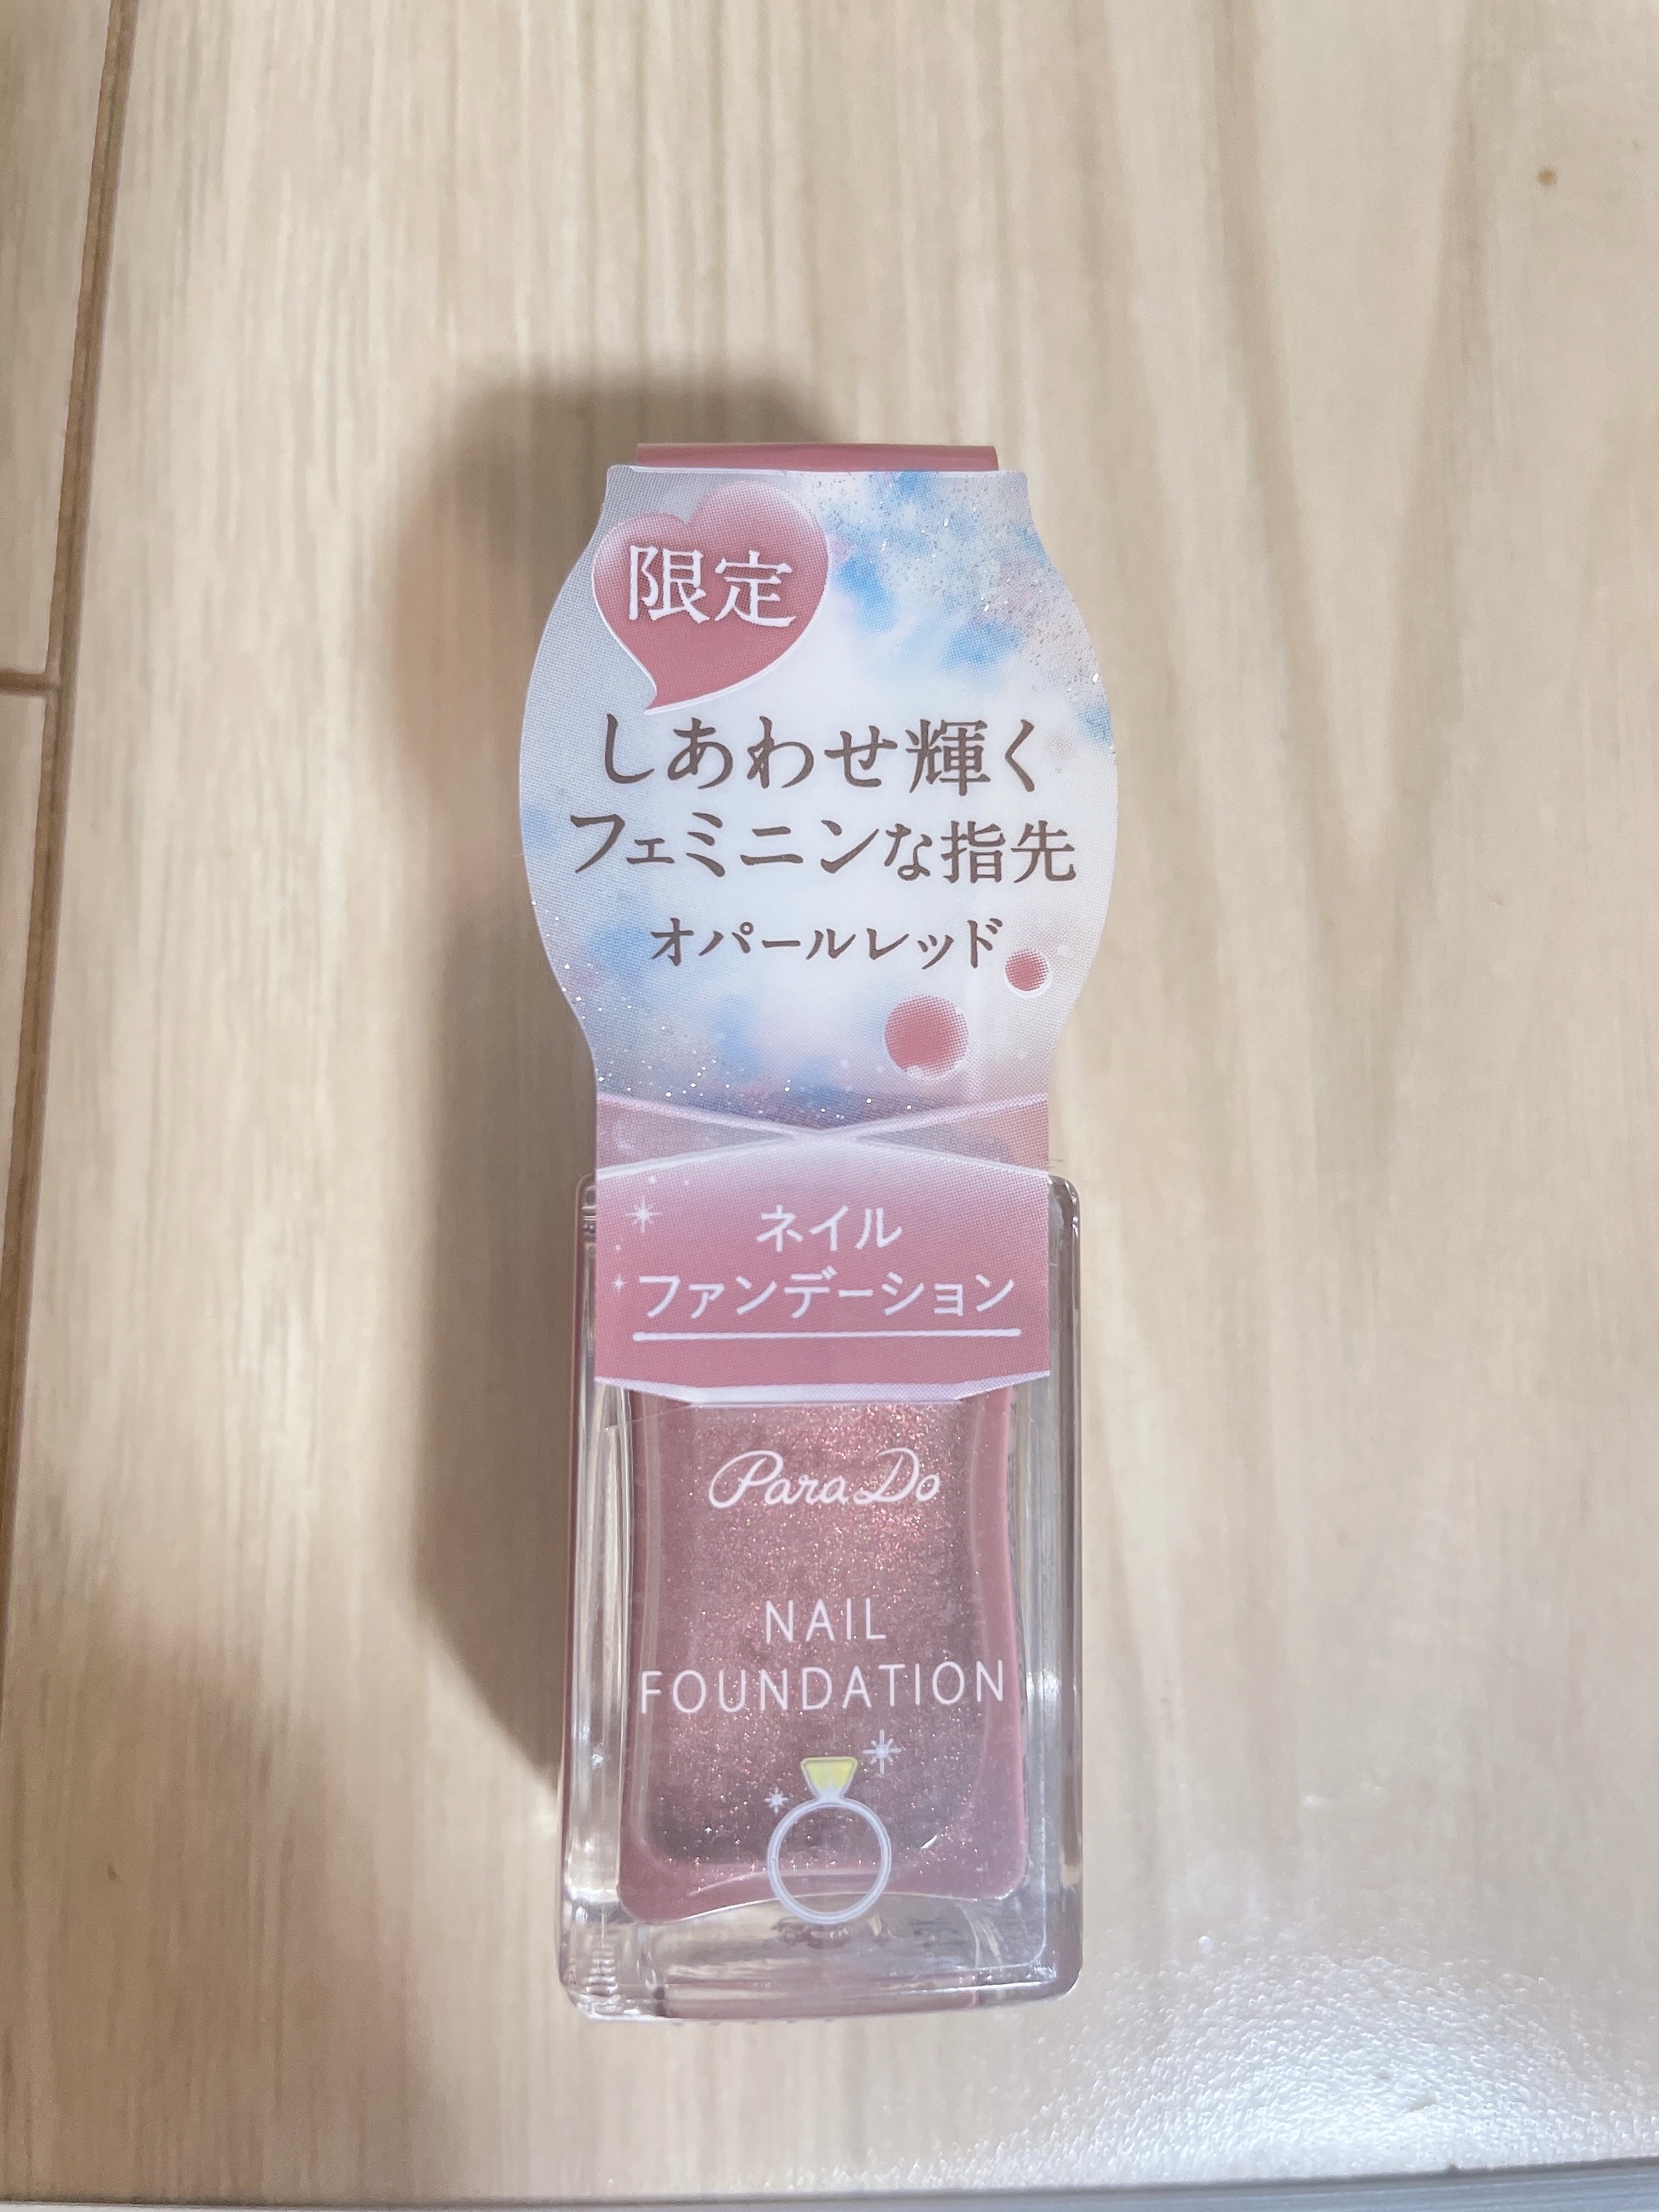 限定
しあわせ輝く
フェミニンな指先
オパールレッド
ネイル
ファンデーション
Para Do
NAIL
FOUNDATION